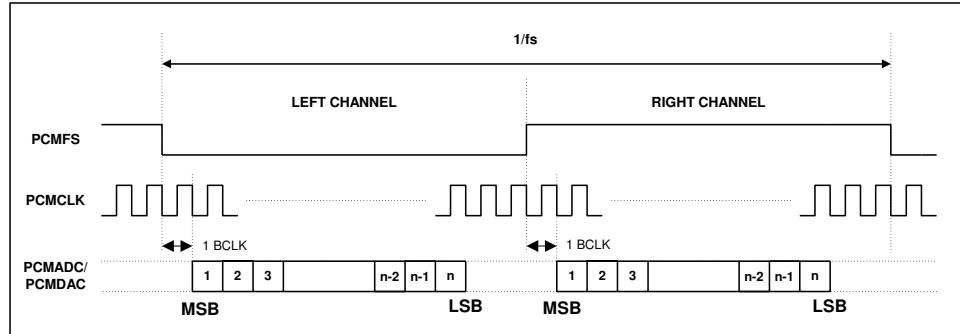 1/fs
LEFT CHANNEL RIGHT CHANNEL
PCMFS
PCMCLK
1 BCLK 1 BCLK
PCMADC/
PCMDAC
1 2 3 n-2 n-1 n 1 2 3 n-2 n-1 n
MSB LSB MSB LSB